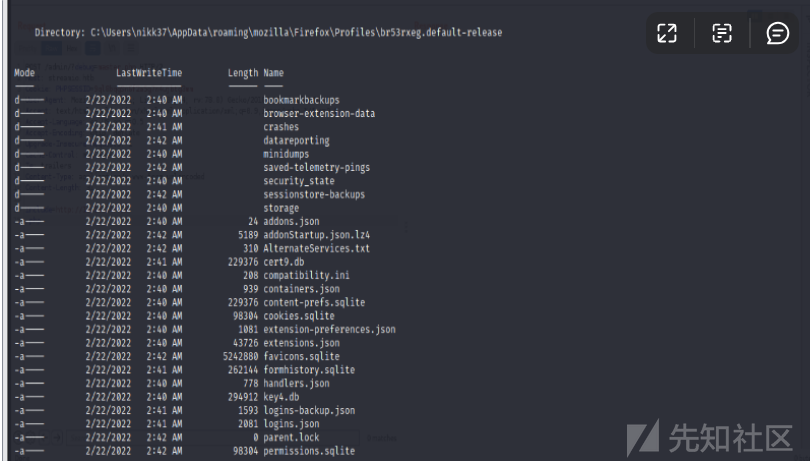 Directory: C:\Users\nikk37\AppData\roaming\mozilla\Firefox\Profiles\br53rxeg.default-release
Mode LastWriteTime Length Name
d---- 2/22/2022 2:40 AM bookmarkbackups
d---- 2/22/2022 2:40 AM browser-extension-data
d---- 2/22/2022 2:41 AM crashes
d---- 2/22/2022 2:42 AM datareporting
d---- 2/22/2022 2:40 AM minidumps
d---- 2/22/2022 2:42 AM saved-telemetry-pings
d---- 2/22/2022 2:40 AM security_state
d---- 2/22/2022 2:42 AM sessionstore-backups
d---- 2/22/2022 2:40 AM storage
-a---- 2/22/2022 2:40 AM 24 addons.json
-a---- 2/22/2022 2:42 AM 5189 addonStartup.json.lz4
-a---- 2/22/2022 2:42 AM 310 AlternateServices.txt
-a---- 2/22/2022 2:41 AM 229376 cert9.db
-a---- 2/22/2022 2:40 AM 208 compatibility.ini
-a---- 2/22/2022 2:40 AM 939 containers.json
-a---- 2/22/2022 2:40 AM 229376 content-prefs.sqlite
-a---- 2/22/2022 2:40 AM 98304 cookies.sqlite
-a---- 2/22/2022 2:40 AM 1081 extension-preferences.json
-a---- 2/22/2022 2:40 AM 43726 extensions.json
-a---- 2/22/2022 2:42 AM 5242880 favicons.sqlite
-a---- 2/22/2022 2:41 AM 262144 formhistory.sqlite
-a---- 2/22/2022 2:40 AM 778 handlers.json
-a---- 2/22/2022 2:40 AM 294912 key4.db
-a---- 2/22/2022 2:41 AM 1593 logins-backup.json
-a---- 2/22/2022 2:41 AM 2081 logins.json
-a---- 2/22/2022 2:42 AM 0 parent.lock
-a---- 2/22/2022 2:42 AM 98304 permissions.sqlite
先知社区